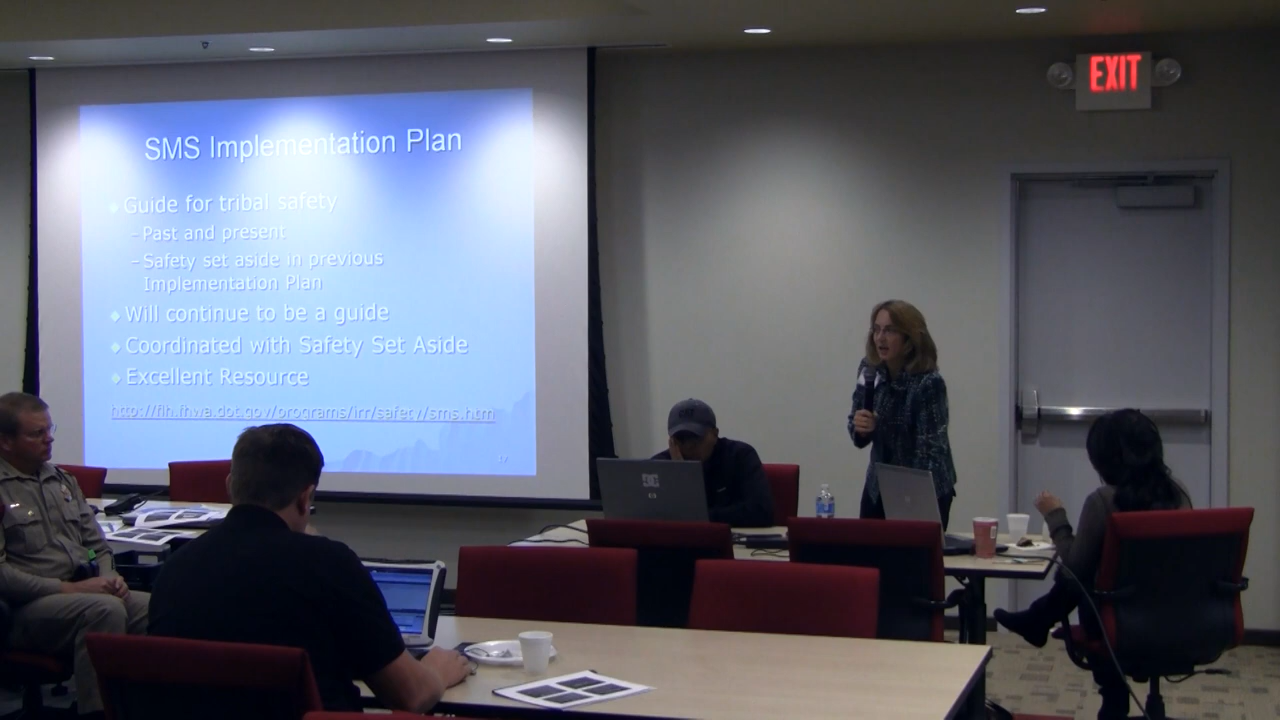 SMS Implementation Plan
Guide for tribal safety
- Past and present
- Safety set aside in previous
Implementation Plan
Will continue to be a guide
Coordinated with Safety Set Aside
Excellent Resource
http://flh.fhwa.dot.gov/programs/irr/safety/sms.htm
17
EXIT